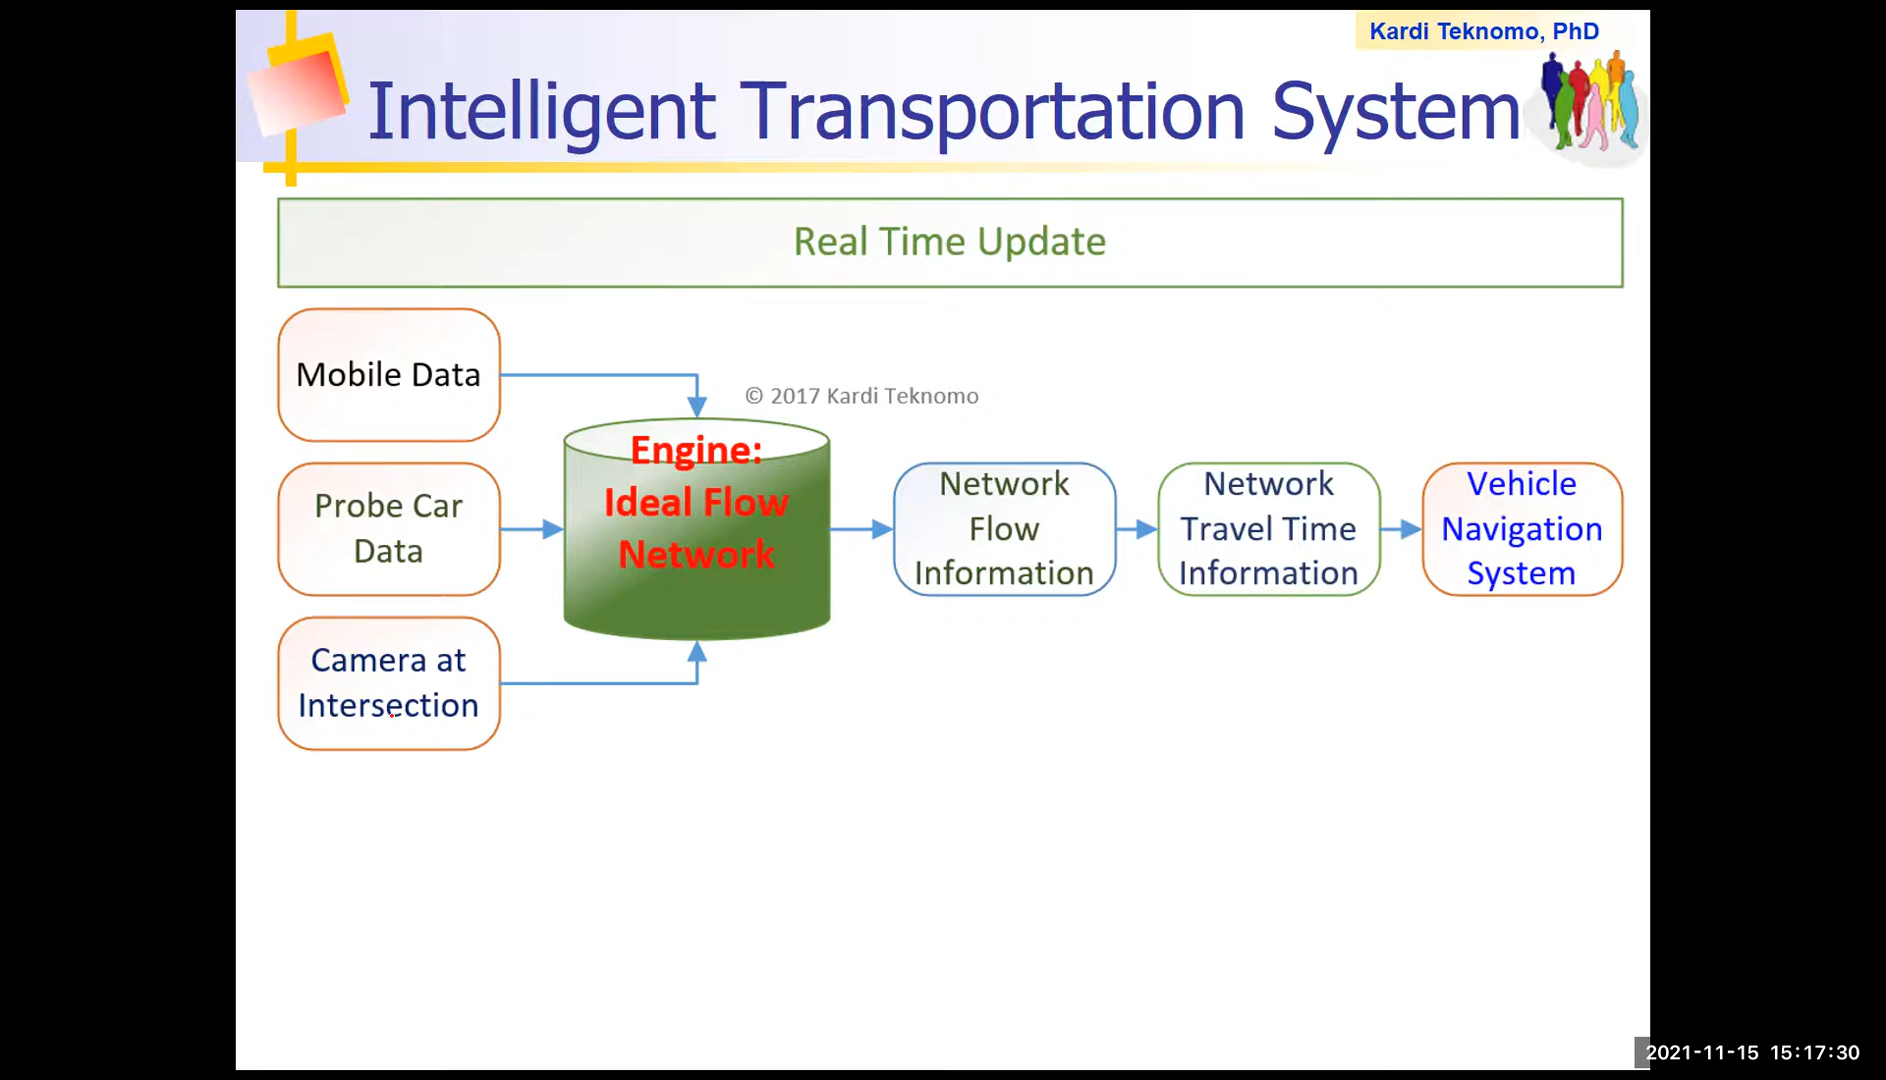 Kardi Teknomo, PhD
Intelligent Transportation System
Real Time Update
Mobile Data
© 2017 Kardi Teknomo
Engine:
Ideal Flow
Network
Probe Car
Data
Network
Flow
Information
Network
Travel Time
Information
Vehicle
Navigation
System
Camera at
Intersection
2021-11-15 15:17:30